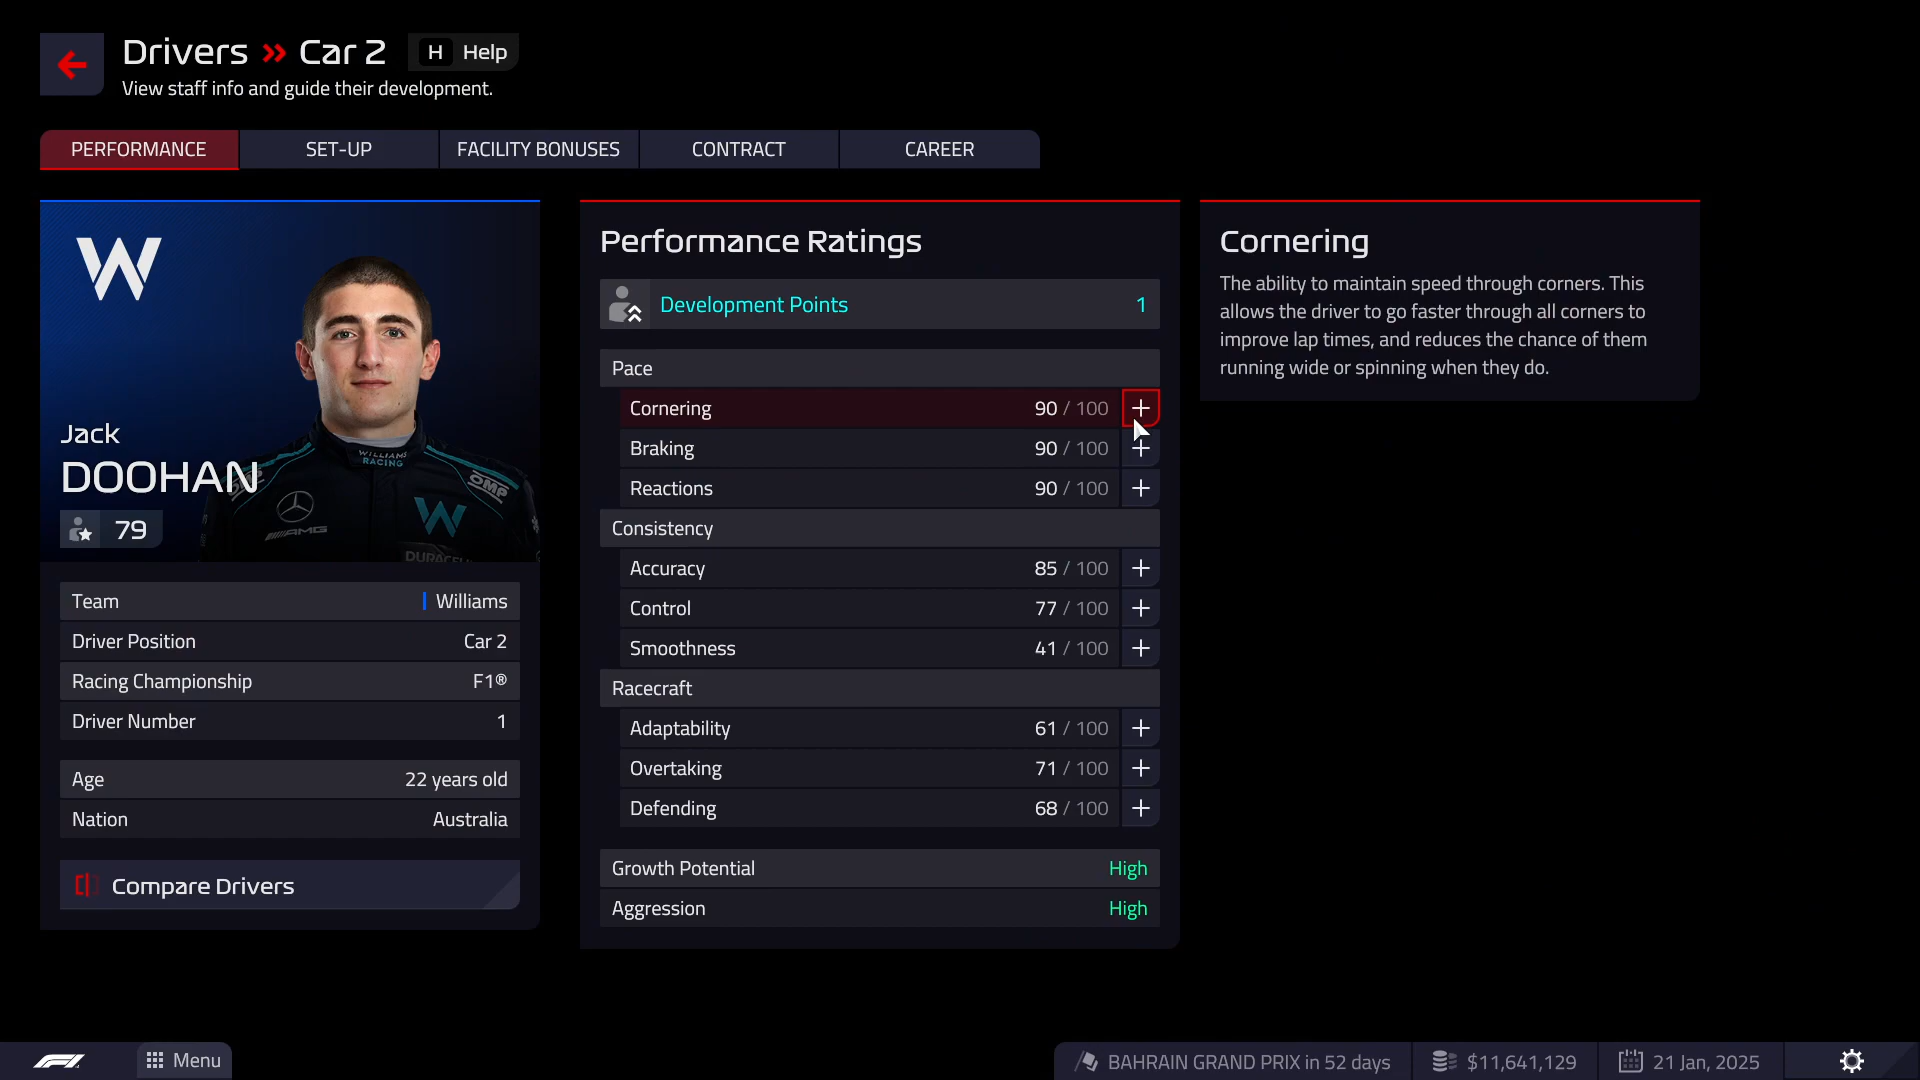 Drivers » Car 2
H Help
View staff info and guide their development.
PERFORMANCE
SET-UP
FACILITY BONUSES
CONTRACT
CAREER
W
Jack
DOOHAN
79
WILLIAMS
RACING
OMP
AMG
W
Team
Williams
Driver Position
Car 2
Racing Championship
F1®
Driver Number
1
Age
22 years old
Nation
Australia
Compare Drivers
Performance Ratings
Development Points
1
Pace
Cornering
90 / 100
Braking
90 / 100
Reactions
90 / 100
Consistency
Accuracy
85 / 100
Control
77 / 100
Smoothness
41 / 100
Racecraft
Adaptability
61 / 100
Overtaking
71 / 100
Defending
68 / 100
Growth Potential
High
Aggression
High
Cornering
The ability to maintain speed through corners. This
allows the driver to go faster through all corners to
improve lap times, and reduces the chance of them
running wide or spinning when they do.
F1
Menu
BAHRAIN GRAND PRIX in 52 days
$11,641,129
21 Jan, 2025